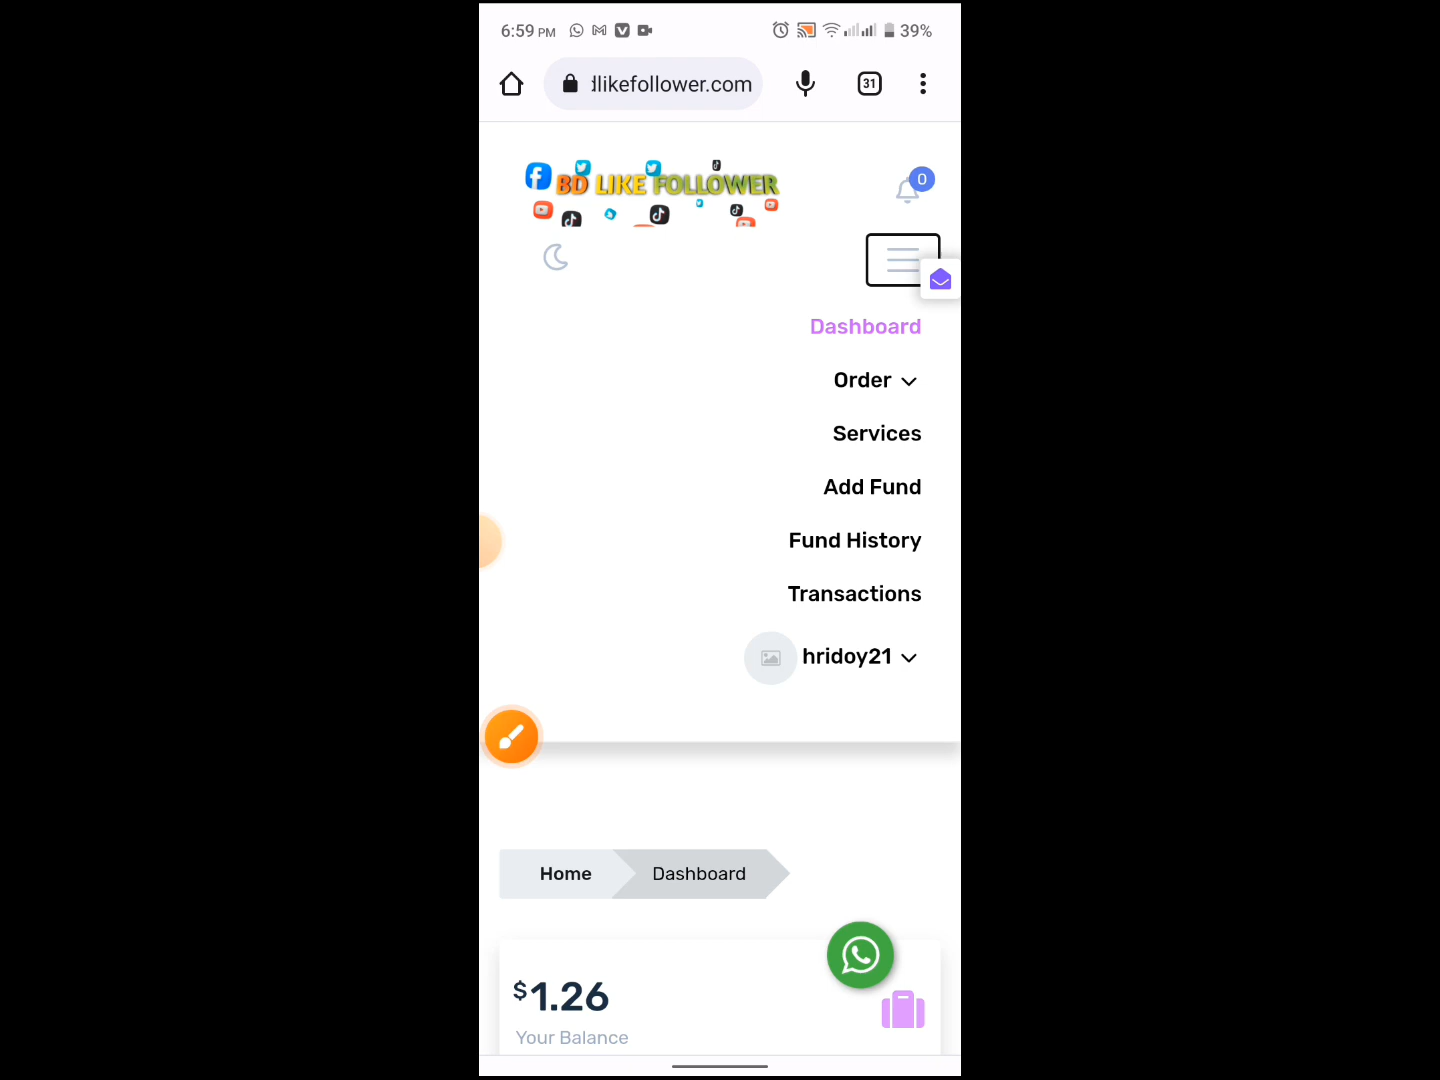 6:59 PM
39%
dlikefollower.com
31
BD LIKE FOLLOWER
0
Dashboard
Order
Services
Add Fund
Fund History
Transactions
hridoy21
Home
Dashboard
$1.26
Your Balance